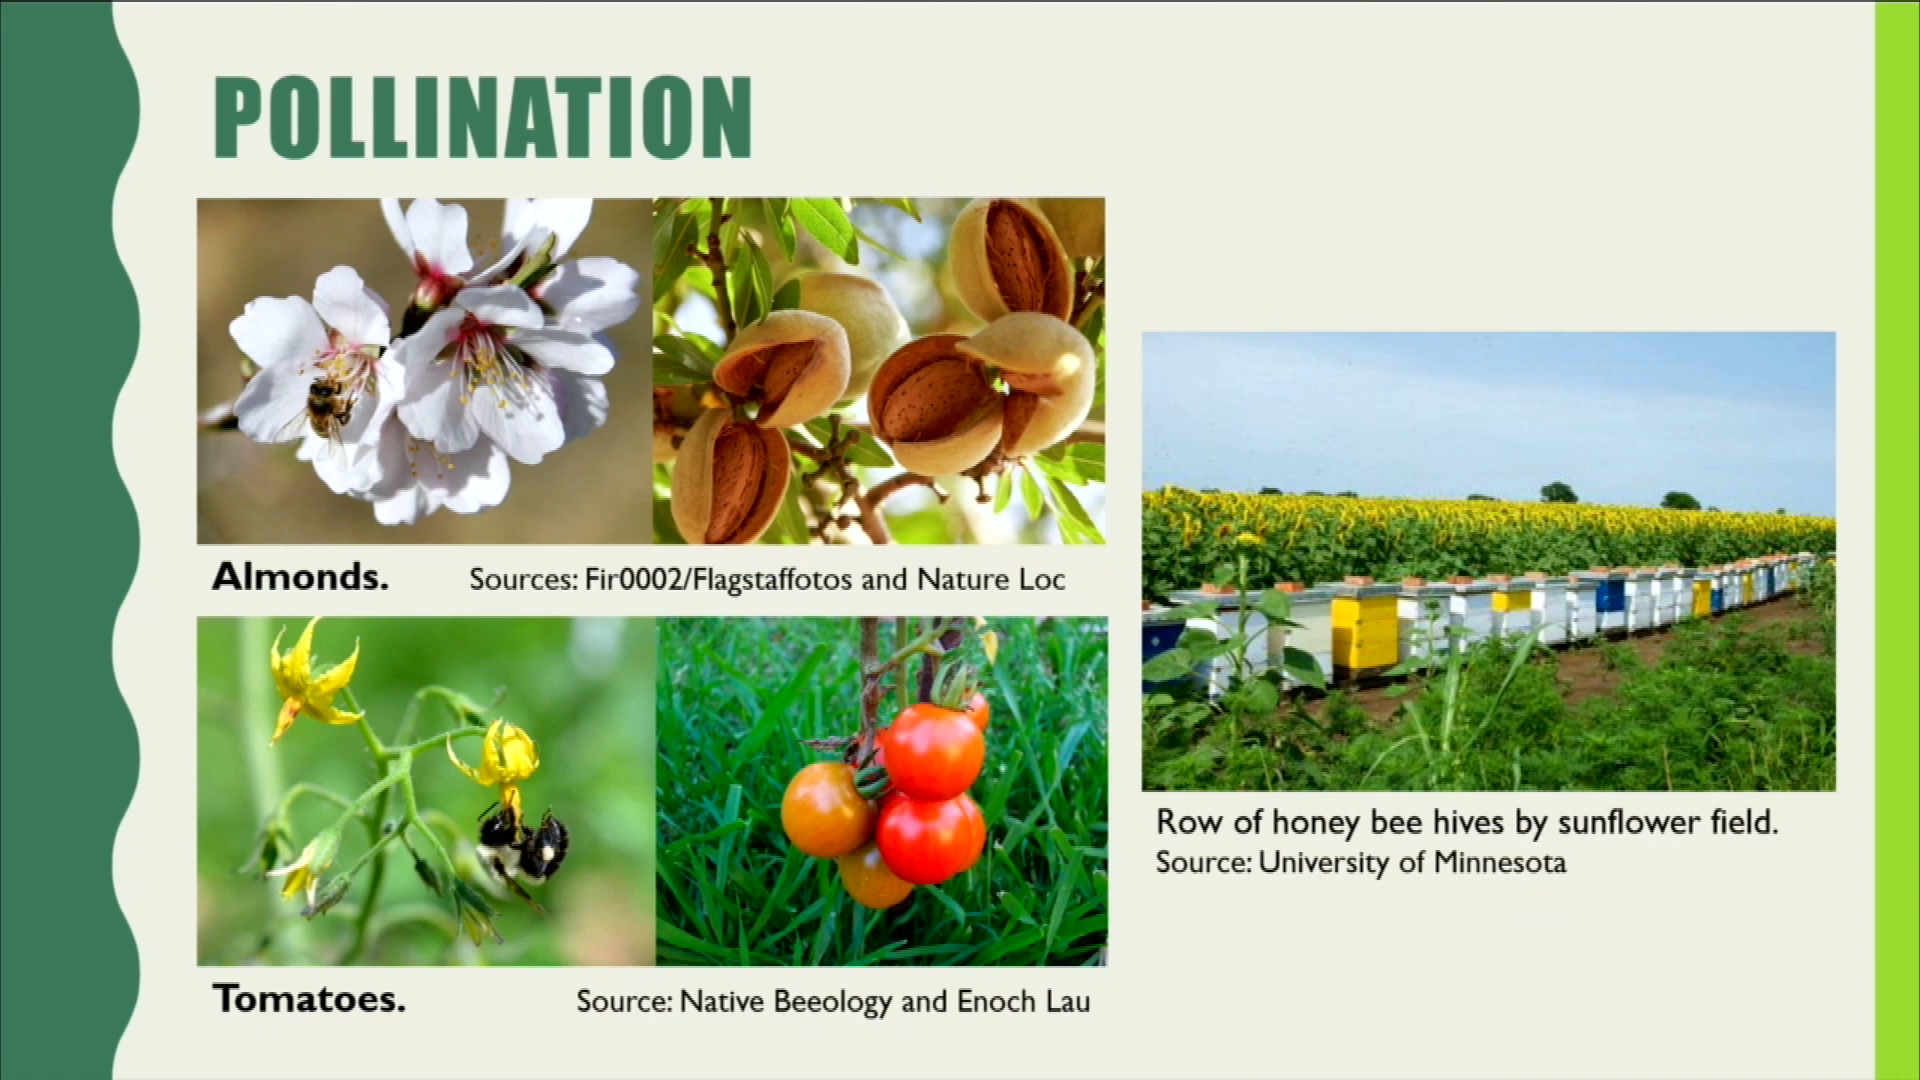 POLLINATION
Almonds.
Sources: Fir0002/Flagstaffotos and Nature Loc
Tomatoes.
Source: Native Beeology and Enoch Lau
Row of honey bee hives by sunflower field.
Source: University of Minnesota